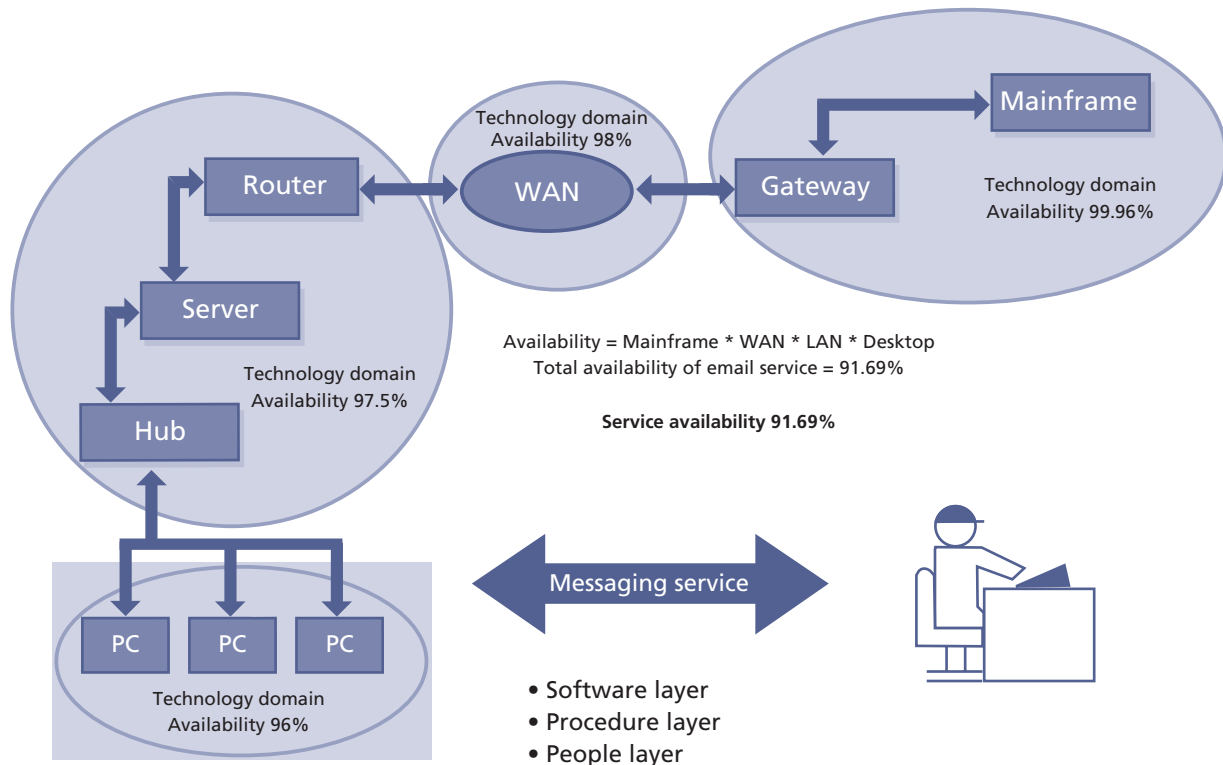 Mainframe
Technology domain
Availability 98%
Router
WAN
Gateway
Technology domain
Availability 99.96%
Server
Availability = Mainframe * WAN * LAN * Desktop
Total availability of email service = 91.69%
Technology domain
Availability 97.5%
Service availability 91.69%
Hub
Messaging service
PC
PC
PC
Technology domain
Availability 96%
• Software layer
• Procedure layer
• People layer